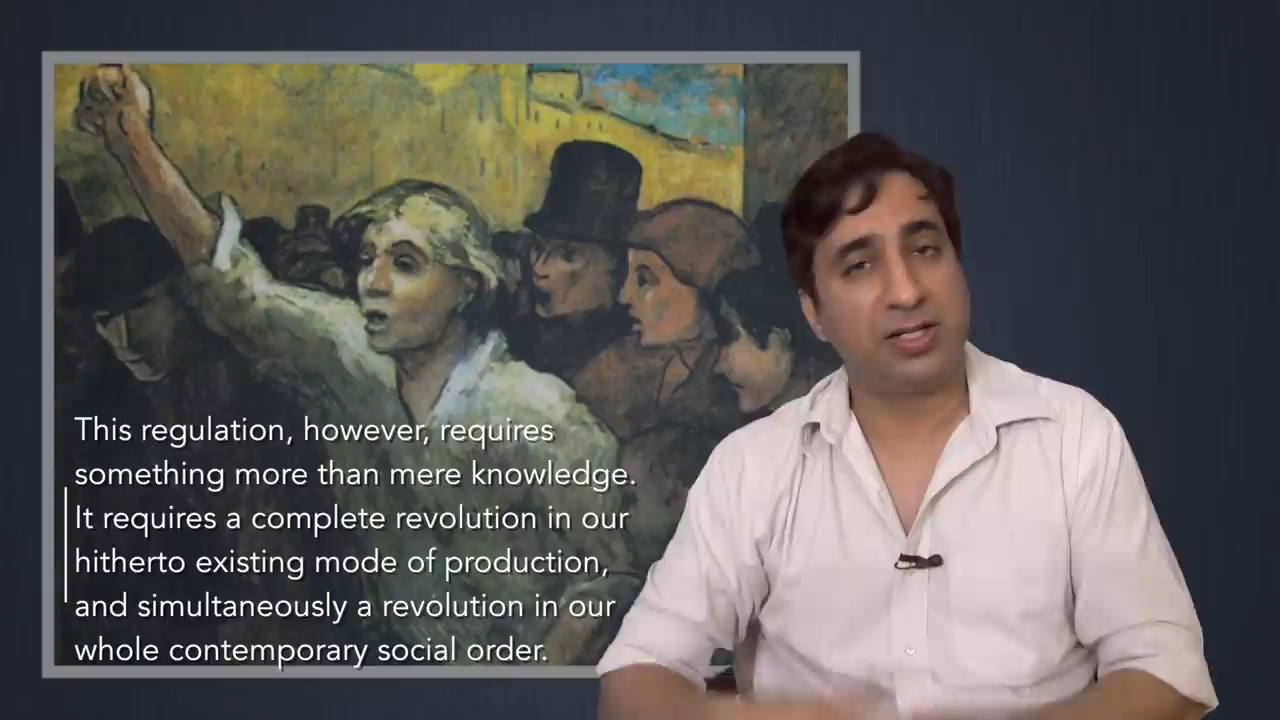 This regulation, however, requires
something more than mere knowledge.
It requires a complete revolution in our
hitherto existing mode of production,
and simultaneously a revolution in our
whole contemporary social order.